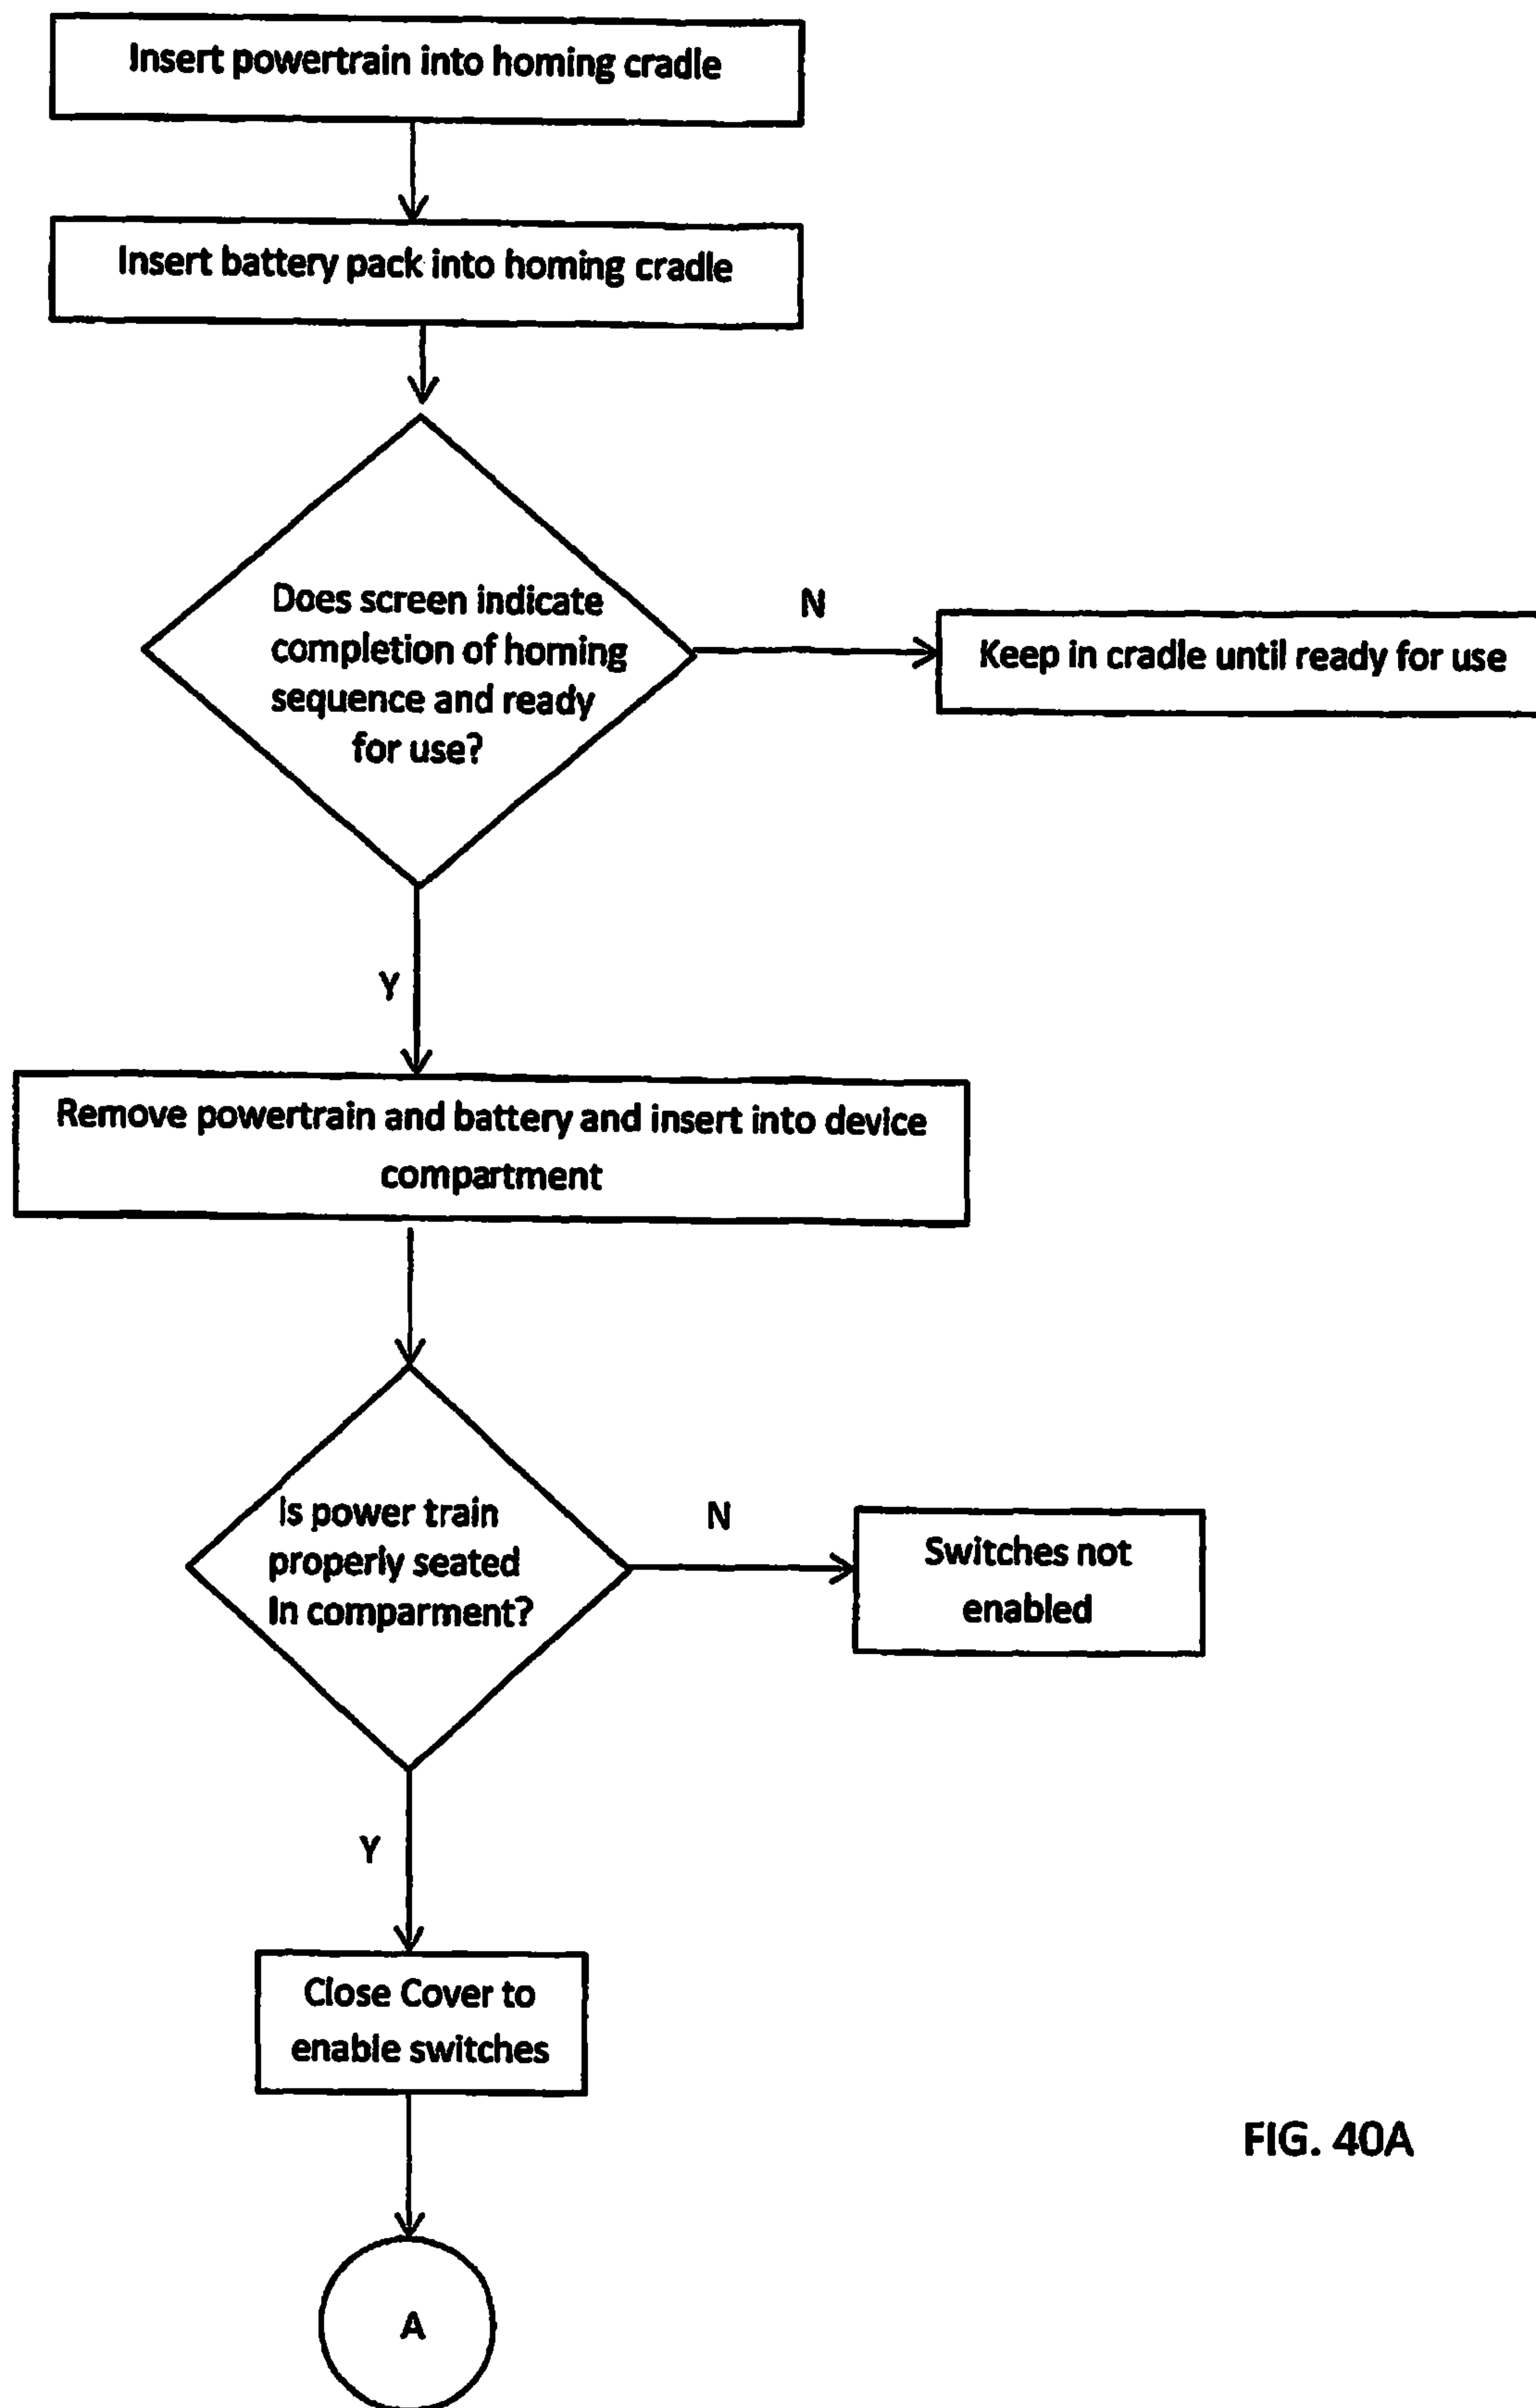 Insert powertrain into homing cradle
Insert battery pack into homing cradle
Does screen indicate
completion of homing
sequence and ready
for use?
N
Keep in cradle until ready for use
Y
Remove powertrain and battery and insert into device
compartment
Is power train
properly seated
In comparment?
N
Switches not
enabled
Y
Close Cover to
enable switches
FIG. 40A
A